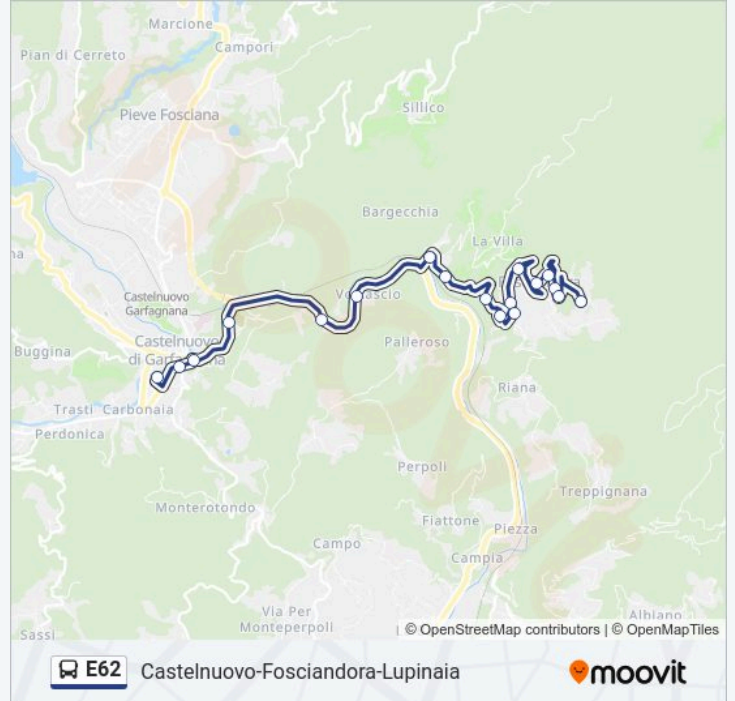 Marcione
Campori
Pian di Cerreto
Pieve Fosciana
Sillico
Bargecchia
La Villa
Castelnuovo
Garfagnana
Castelnuovo
di Garfagnana
Buggina
Palleroso
Riana
Trasti Carbonaia
Perdonica
Perpoli
Treppignana
Monterotondo
Fiattone
Piezza
Campo
Campia
Via Per
Monteperpoli
Albiano
Sassi
© OpenStreetMap contributors | © OpenMapTiles
E62 Castelnuovo-Fosciandora-Lupinaia
moovit